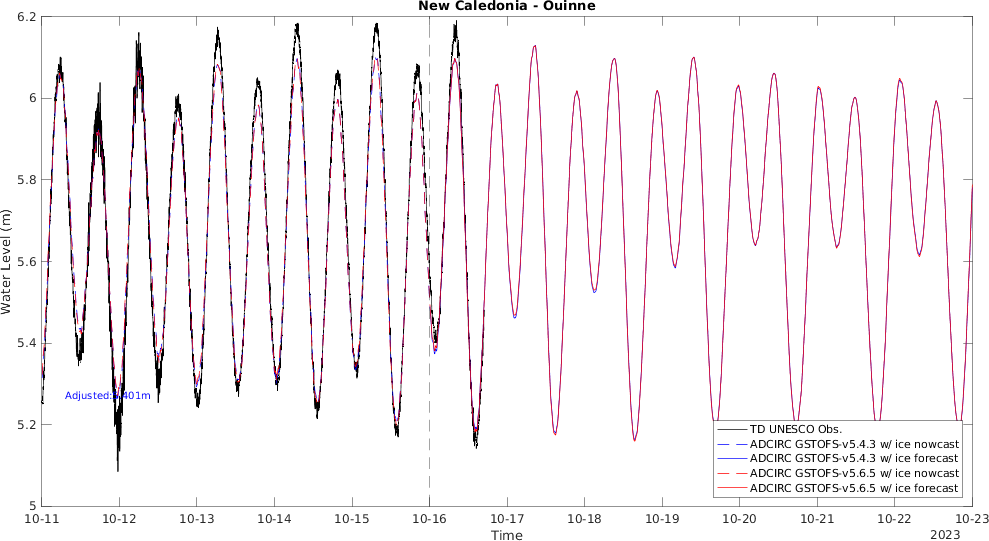 New Caledonia - Ouinne
6.2
6
5.8
5.6
5.4
5.2
5
Water Level (m)
Adjusted:
401m
TD UNESCO Obs.
ADCIRC GSTOFS-v5.4.3 w/ ice nowcast
ADCIRC GSTOFS-v5.4.3 w/ ice forecast
ADCIRC GSTOFS-v5.6.5 w/ ice nowcast
ADCIRC GSTOFS-v5.6.5 w/ ice forecast
10-11 10-12 10-13 10-14 10-15 10-16 10-17 10-18 10-19 10-20 10-21 10-22 10-23
Time
2023